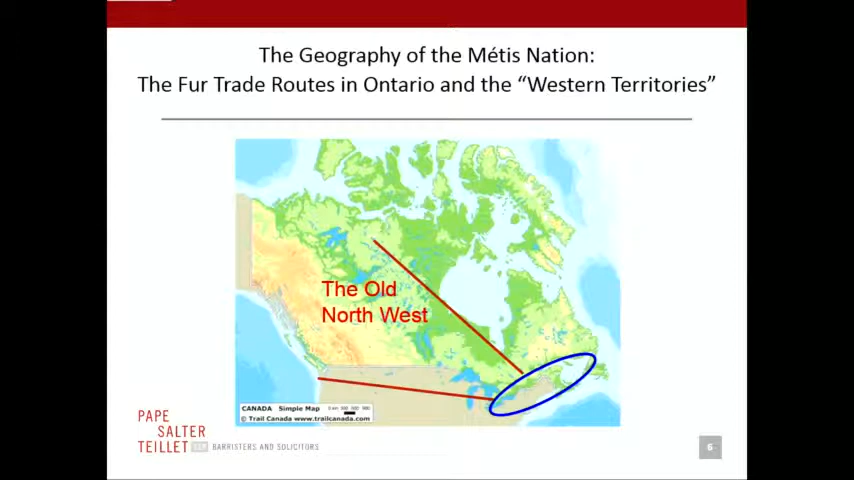 The Geography of the Métis Nation:
The Fur Trade Routes in Ontario and the “Western Territories”
The Old
North West
CANADA Simple Map
© Trail Canada www.trailcanada.com
PAPE
SALTER
TEILLET LLP BARRISTERS AND SOLICITORS
6